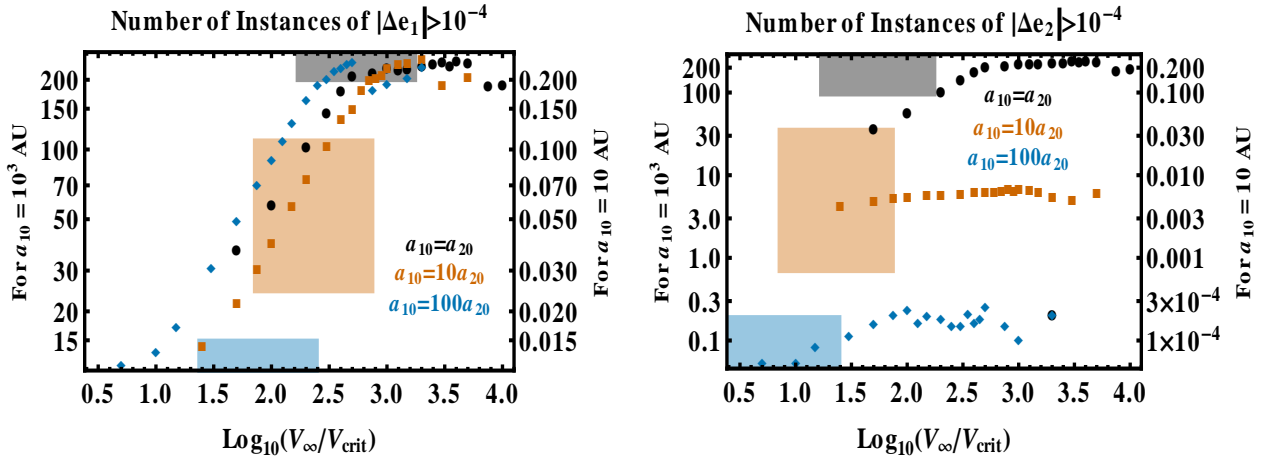 Number of Instances of |Δe₁|>10⁻⁴
For a₁₀ = 10³ AU
200
150
100
70
50
30
20
15
0.200
0.150
0.100
0.070
0.050
0.030
0.020
0.015
For a₁₀ = 10 AU
a₁₀=a₂₀
a₁₀=10a₂₀
a₁₀=100a₂₀
0.5 1.0 1.5 2.0 2.5 3.0 3.5 4.0
Log₁₀(V∞/Vcrit)
Number of Instances of |Δe₂|>10⁻⁴
For a₁₀ = 10³ AU
200
100
30
10
3.0
1.0
0.3
0.1
0.200
0.100
0.030
0.010
0.003
0.001
3×10⁻⁴
1×10⁻⁴
For a₁₀ = 10 AU
a₁₀=a₂₀
a₁₀=10a₂₀
a₁₀=100a₂₀
0.5 1.0 1.5 2.0 2.5 3.0 3.5 4.0
Log₁₀(V∞/Vcrit)